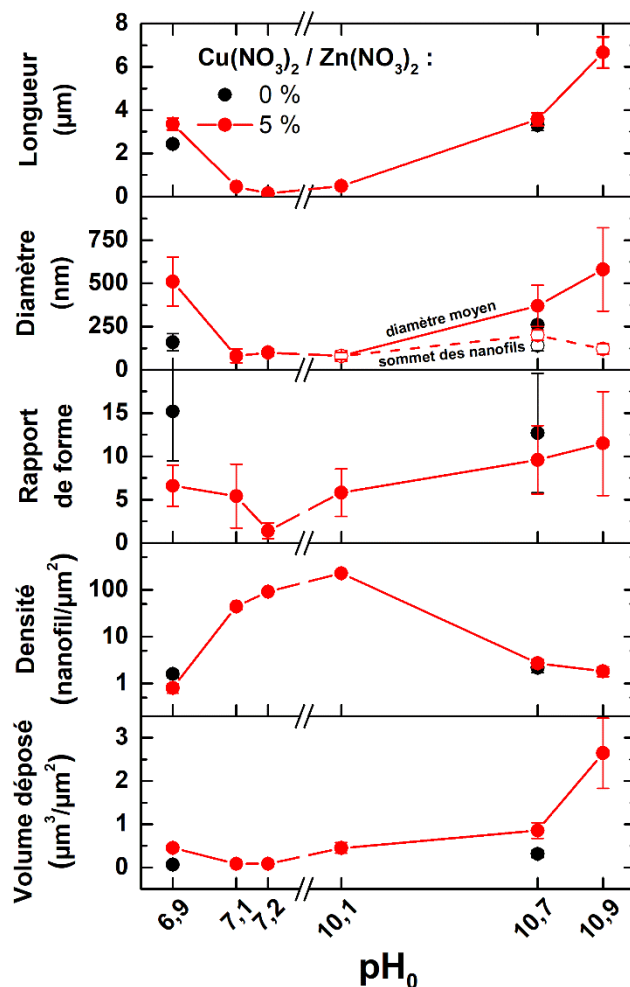 8
6
4
2
0
Longueur
(µm)
Cu(NO3)2 / Zn(NO3)2 :
0 %
5 %
750
500
250
0
Diamètre
(nm)
diamètre moyen
sommet des nanofils
15
10
5
0
Rapport
de forme
100
10
1
Densité
(nanofil/µm²)
3
2
1
0
Volume déposé
(µm³/µm²)
6,9
7,1
7,2
10,1
10,7
10,9
pH0